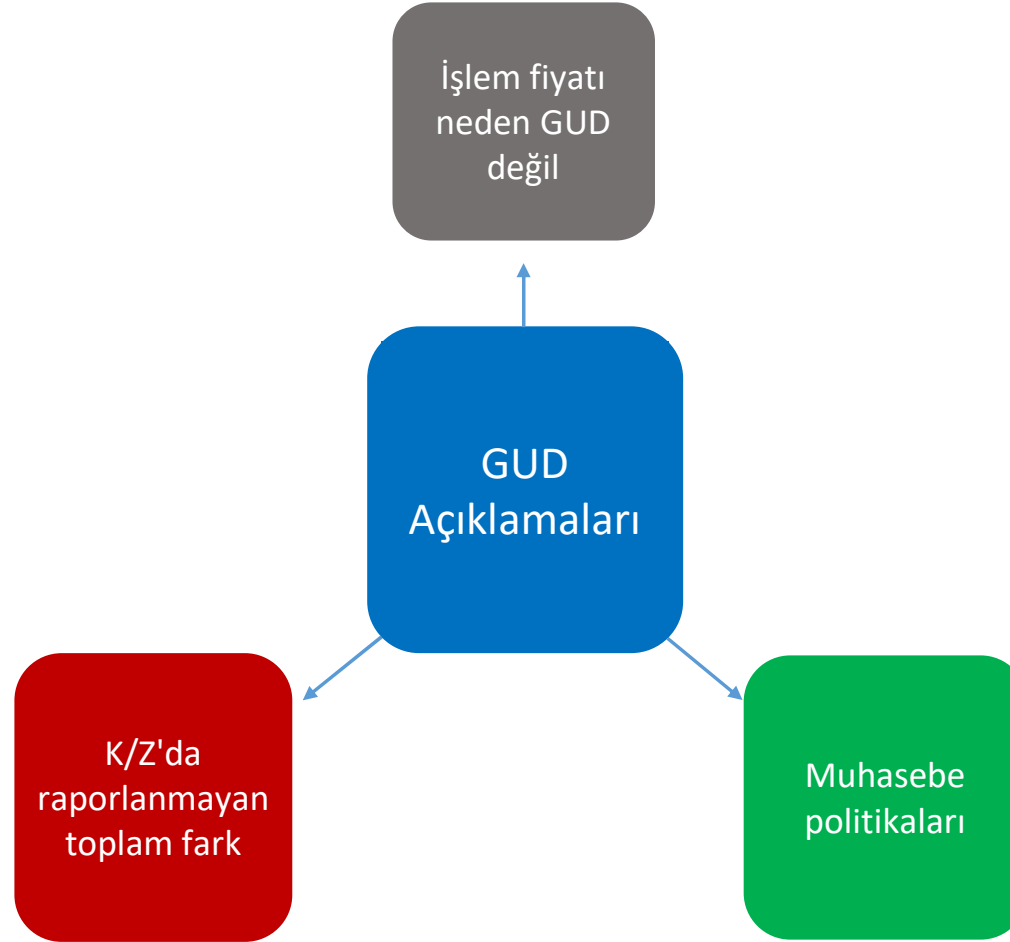 İşlem fiyatı
neden GUD
değil
GUD
Açıklamaları
K/Z'da
raporlanmayan
toplam fark
Muhasebe
politikaları